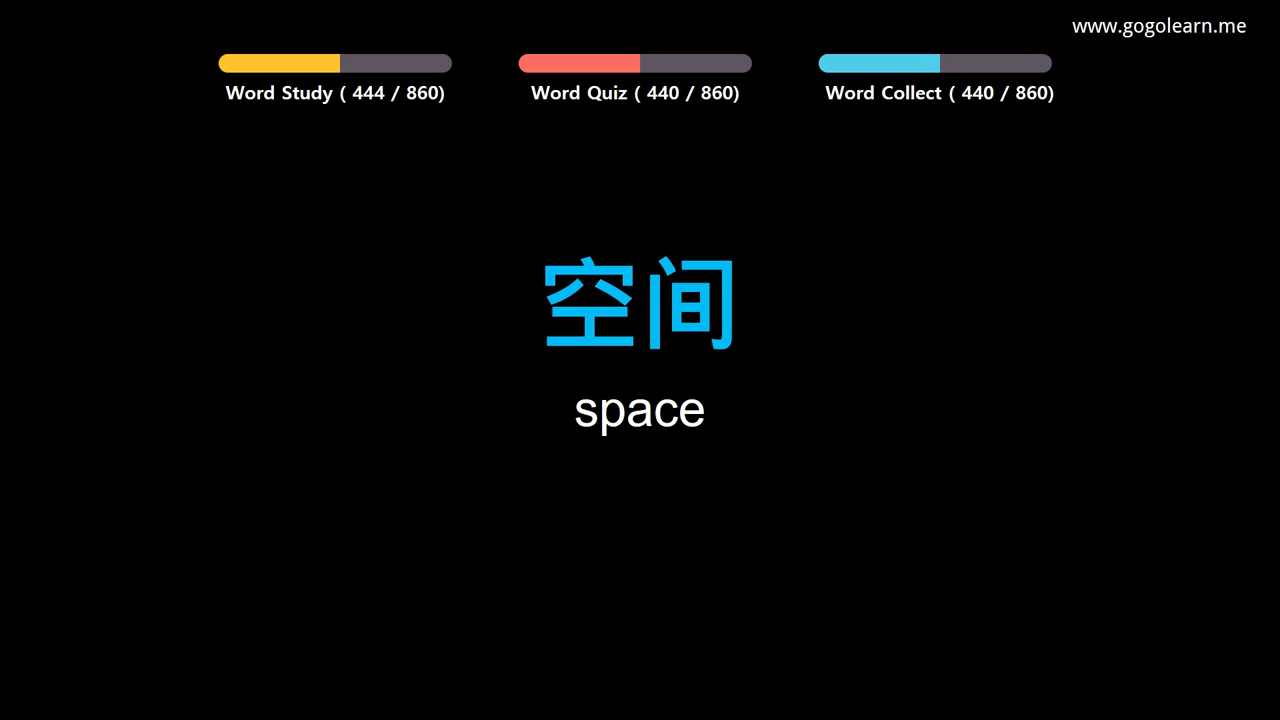 www.gogolearn.me
Word Study ( 444 / 860)
Word Quiz ( 440 / 860)
Word Collect ( 440 / 860)
空间
space